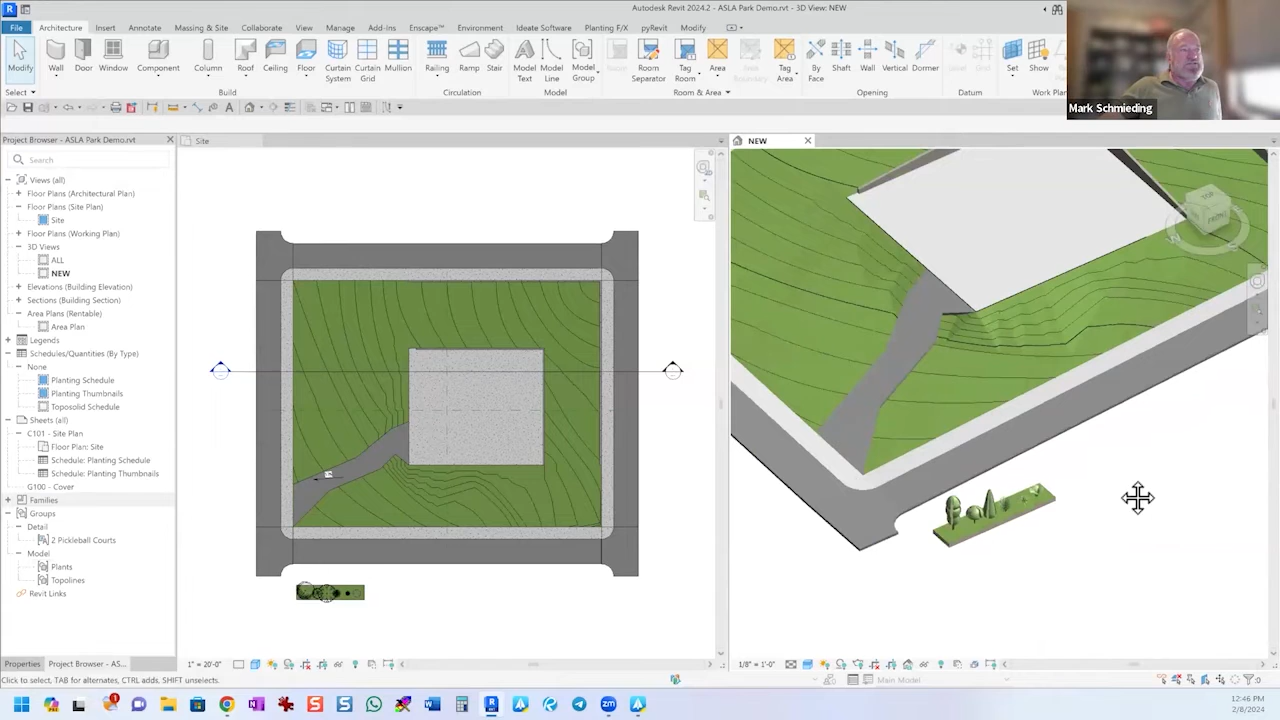 Autodesk Revit 2024.2 - ASLA Park Demo.rvt - 3D View: NEW
File Architecture Insert Annotate Massing & Site Collaborate View Manage Add-Ins Enscape™ Environment Ideate Software Planting F/X pyRevit Modify
Modify Wall Door Window Component Column Roof Ceiling Floor Curtain System Curtain Grid Mullion Railing Ramp Stair Model Text Model Line Model Group Room Separator Tag Room Area Area Boundary Tag Area By Face Shaft Wall Vertical Dormer Set Show
Select Build Circulation Model Room & Area Opening Datum Work Plan
Mark Schmieding
Project Browser - ASLA Park Demo.rvt
Site
NEW
Search
Views (all)
Floor Plans (Architectural Plan)
Floor Plans (Site Plan)
Site
Floor Plans (Working Plan)
3D Views
ALL
NEW
Elevations (Building Elevation)
Sections (Building Section)
Area Plans (Rentable)
Area Plan
Legends
Schedules/Quantities (By Type)
None
Planting Schedule
Planting Thumbnails
Toposolid Schedule
Sheets (all)
C101 - Site Plan
Floor Plan: Site
Schedule: Planting Schedule
Schedule: Planting Thumbnails
G100 - Cover
Families
Groups
Detail
2 Pickleball Courts
Model
Plants
Topolines
Revit Links
TOP
FRONT
Properties Project Browser - AS...
1" = 20'-0"
1/8" = 1'-0"
Click to select, TAB for alternates, CTRL adds, SHIFT unselects.
Main Model
:0
12:46 PM
2/8/2024